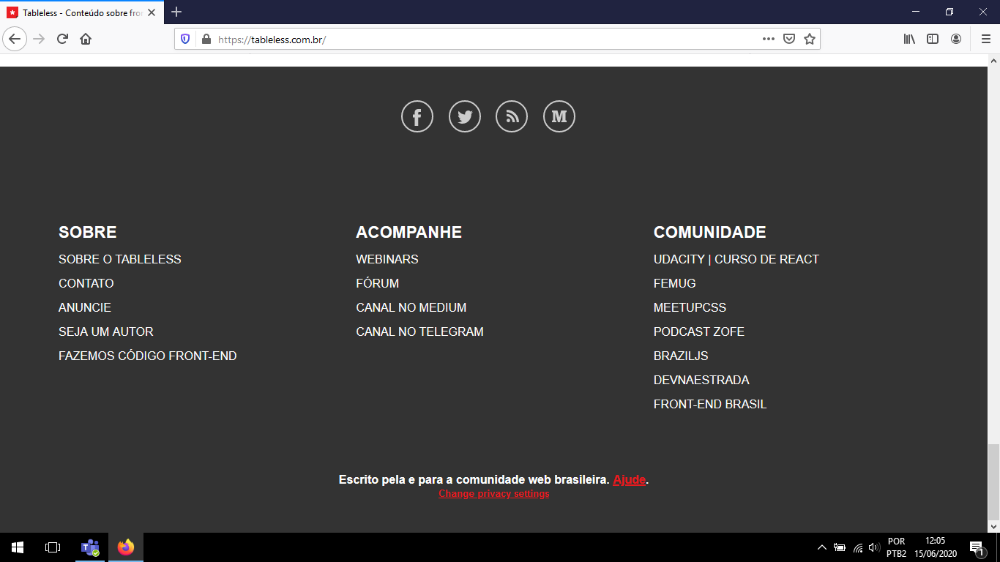 Tableless - Conteúdo sobre fron
https://tableless.com.br/
SOBRE
SOBRE O TABLELESS
CONTATO
ANUNCIE
SEJA UM AUTOR
FAZEMOS CÓDIGO FRONT-END
ACOMPANHE
WEBINARS
FÓRUM
CANAL NO MEDIUM
CANAL NO TELEGRAM
COMUNIDADE
UDACITY | CURSO DE REACT
FEMUG
MEETUPCSS
PODCAST ZOFE
BRAZILJS
DEVNAESTRADA
FRONT-END BRASIL
Escrito pela e para a comunidade web brasileira. Ajude.
Change privacy settings
POR
PTB2
12:05
15/06/2020
1